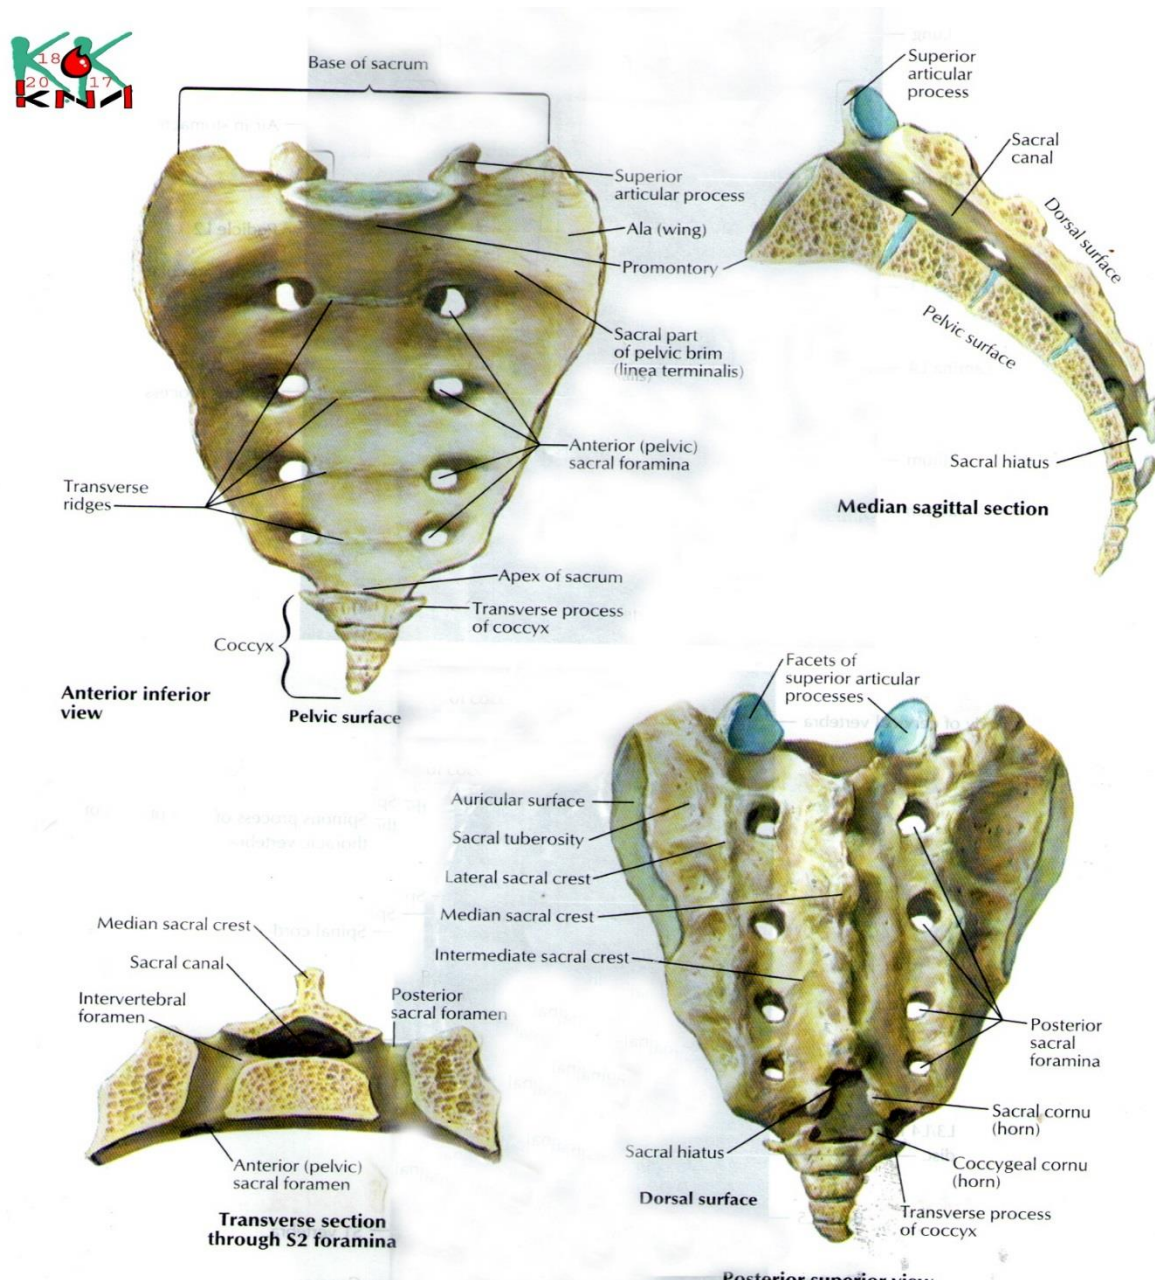 KK
18
20 17
KNA
Base of sacrum
Superior
articular process
Ala (wing)
Promontory
Sacral part
of pelvic brim
(linea terminalis)
Anterior (pelvic)
sacral foramina
Transverse
ridges
Apex of sacrum
Transverse process
of coccyx
Coccyx
Anterior inferior
view
Pelvic surface
Superior
articular
process
Sacral
canal
Dorsal surface
Pelvic surface
Sacral hiatus
Median sagittal section
Median sacral crest
Sacral canal
Intervertebral
foramen
Posterior
sacral foramen
Anterior (pelvic)
sacral foramen
Transverse section
through S2 foramina
Facets of
superior articular
processes
Auricular surface
Sacral tuberosity
Lateral sacral crest
Median sacral crest
Intermediate sacral crest
Posterior
sacral
foramina
Sacral cornu
(horn)
Sacral hiatus
Coccygeal cornu
(horn)
Dorsal surface
Transverse process
of coccyx
Posterior superior view